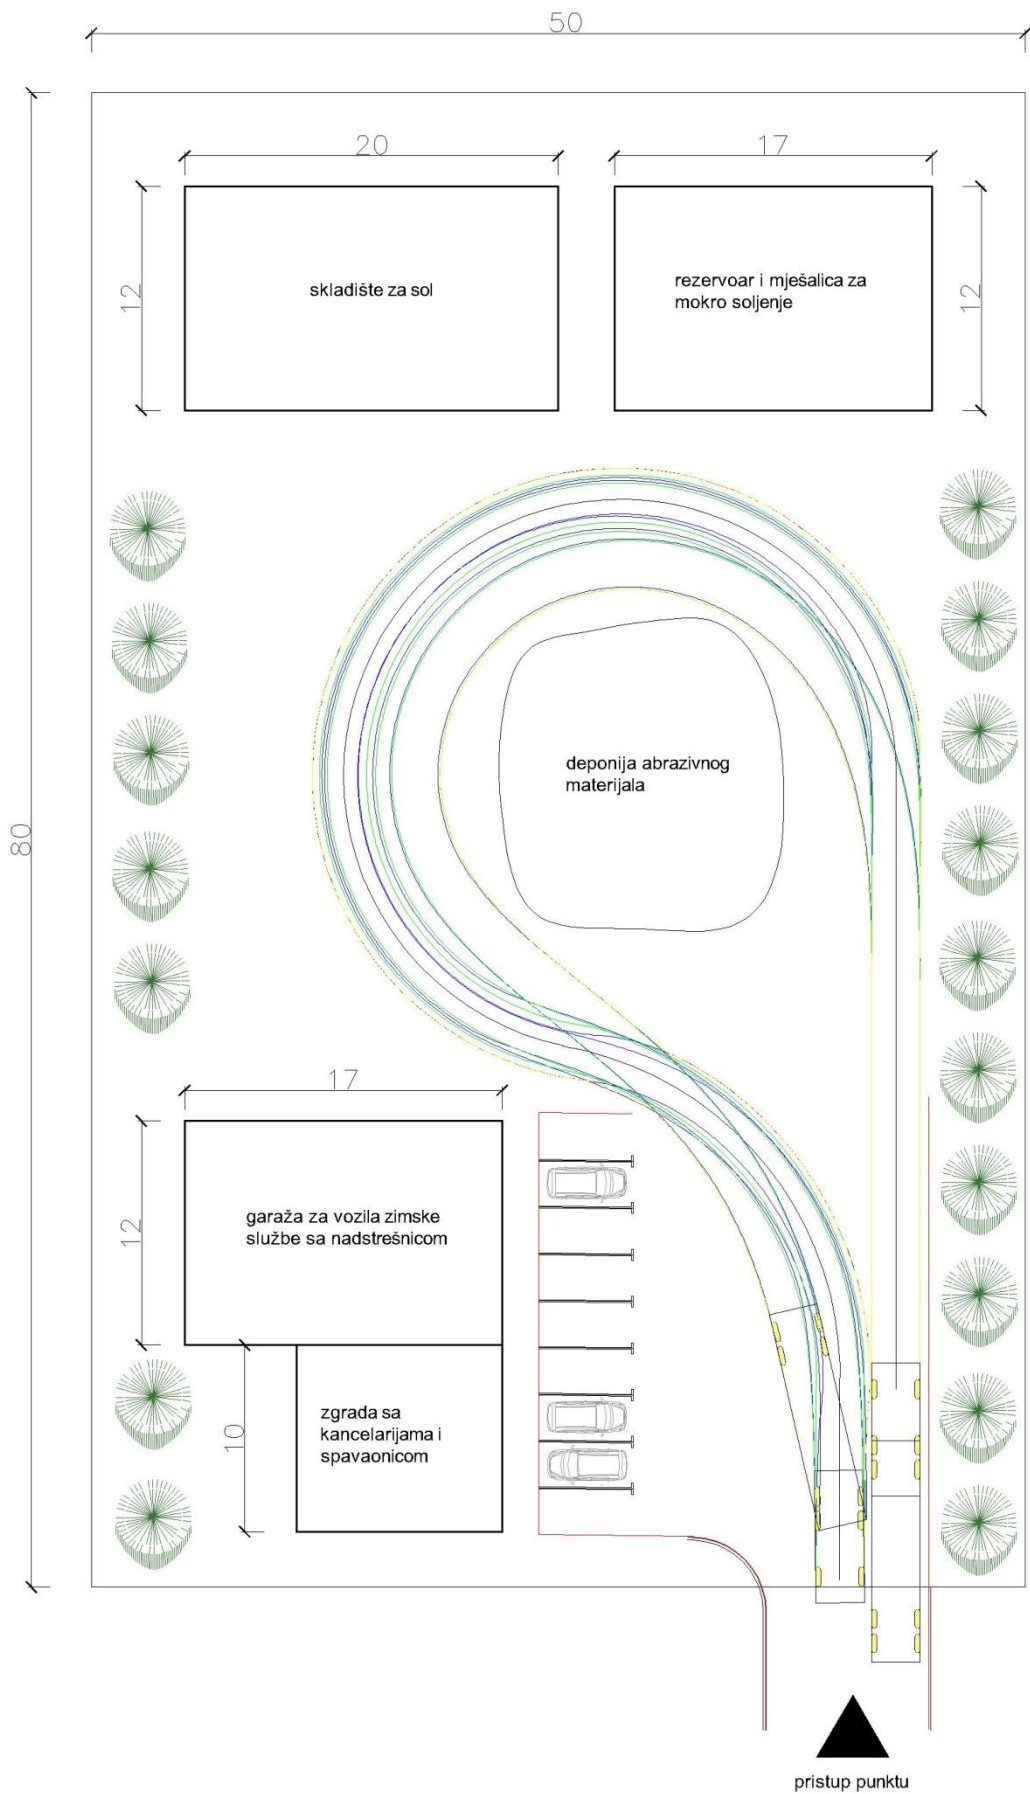 50
20
17
12
skladište za sol
rezervoar i mješalica za
mokro soljenje
12
80
deponija abrazivnog
materijala
17
12
garaža za vozila zimske
službe sa nadstrešnicom
10
zgrada sa
kancelarijama i
spavaonicom
pristup punktu